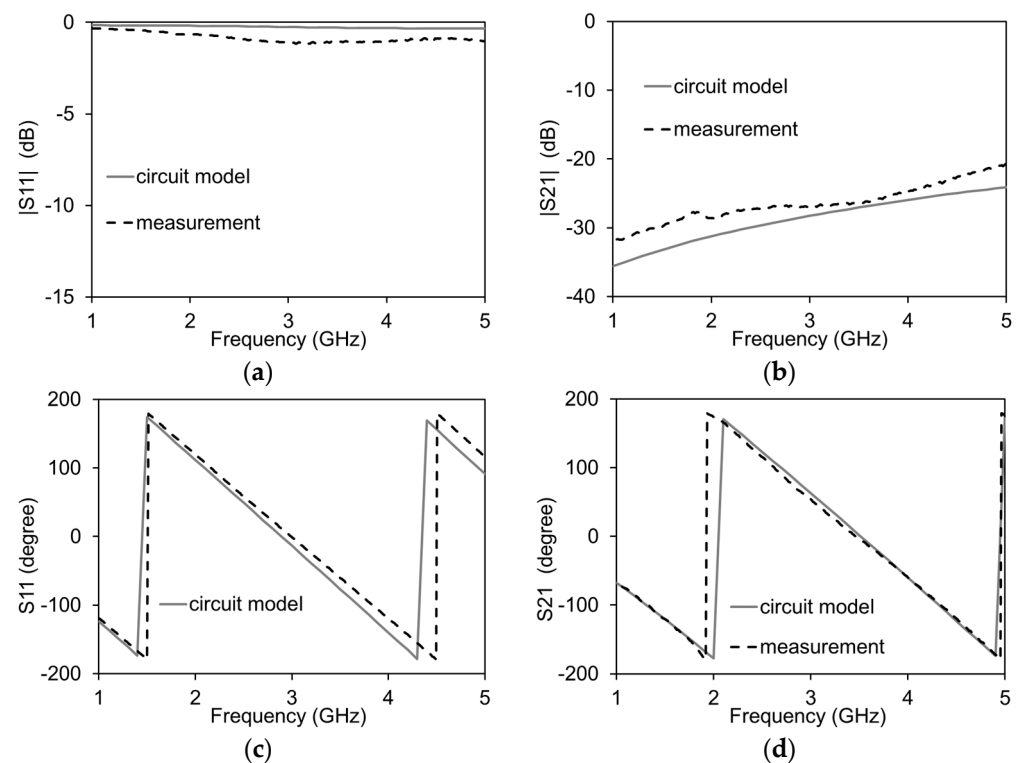 0
-5
-10
-15
|S11| (dB)
circuit model
measurement
1 2 3 4 5
Frequency (GHz)
(a)
0
-10
-20
-30
-40
|S21| (dB)
circuit model
measurement
1 2 3 4 5
Frequency (GHz)
(b)
200
100
0
-100
-200
S11 (degree)
circuit model
1 2 3 4 5
Frequency (GHz)
(c)
200
100
0
-100
-200
S21 (degree)
circuit model
measurement
1 2 3 4 5
Frequency (GHz)
(d)